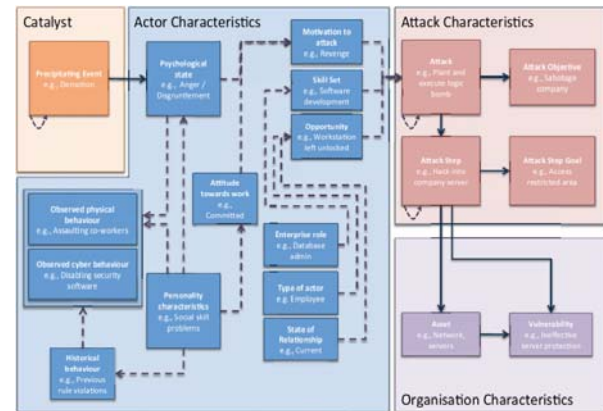 Catalyst
Precipitating Event
e.g., Demotion
Actor Characteristics
Psychological
state
e.g., Anger /
Disgruntlement
Motivation to
attack
e.g., Revenge
Skill Set
e.g., Software
development
Opportunity
e.g., Workstation
left unlocked
Attitude
towards work
e.g.,
Committed
Observed physical
behaviour
e.g., Assaulting co-workers
Observed cyber behaviour
e.g., Disabling security
software
Personality
characteristics
e.g., Social skill
problems
Historical
behaviour
e.g., Previous
rule violations
Enterprise role
e.g., Database
admin
Type of actor
e.g. Employee
State of
Relationship
e.g., Current
Attack Characteristics
Attack
e.g., Plant and
execute logic
bomb
Attack Objective
e.g., Sabotage
company
Attack Step
e.g., Hack into
company server
Attack Step Goal
e.g., Access
restricted area
Asset
e.g., Network,
servers
Vulnerability
e.g., Ineffective
server protection
Organisation Characteristics